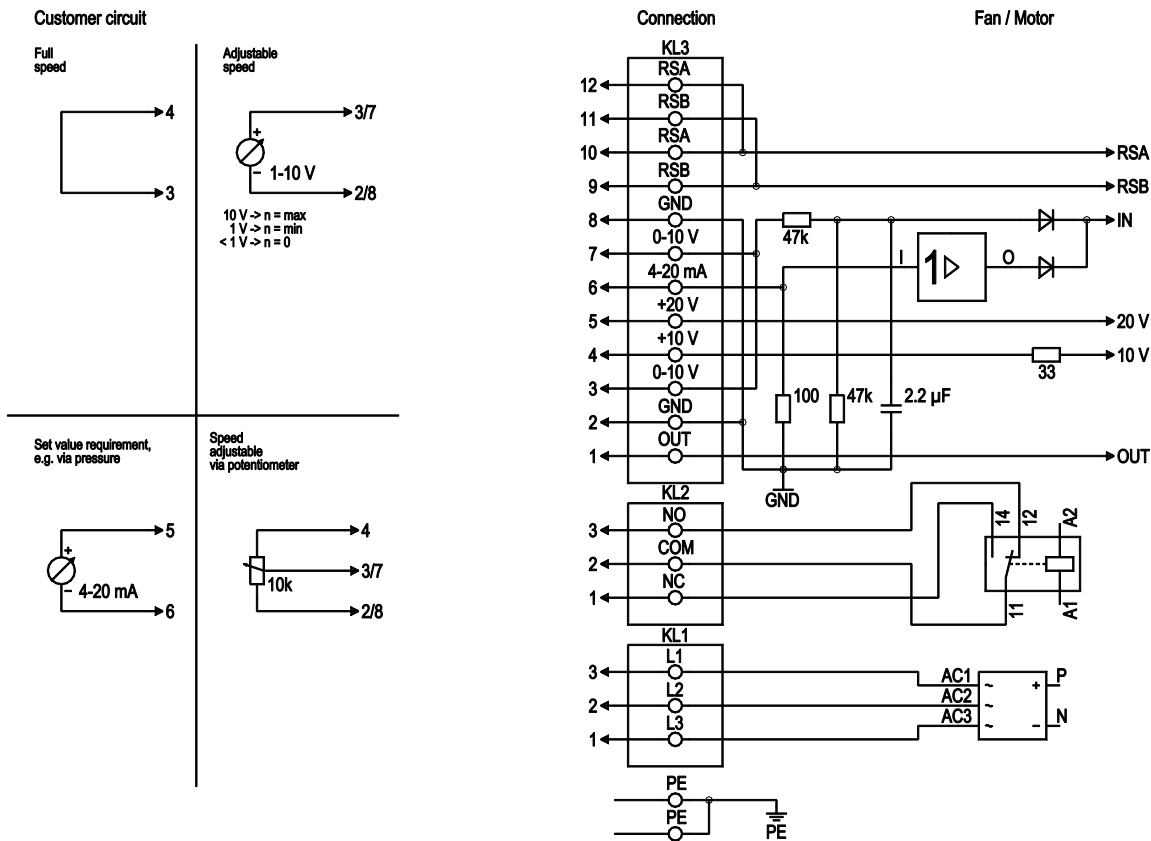 Customer circuit
Connection
Fan / Motor
Full
speed
4
3
Adjustable
speed
3/7
+
1-10 V
−
2/8
10 V -> n = max
1 V -> n = min
< 1 V -> n = 0
Set value requirement,
e.g. via pressure
5
+
4-20 mA
−
6
Speed
adjustable
via potentiometer
4
3/7
10k
2/8
KL3
12 RSA
11 RSB
10 RSA RSA
9 RSB RSB
8 GND IN
47k
7 0-10 V
I 1 O
6 4-20 mA
5 +20 V 20 V
4 +10 V 10 V
33
3 0-10 V
100 47k 2.2 µF
2 GND
1 OUT OUT
GND
KL2
3 NO
2 COM
1 NC
14 12 A2
11 A1
KL1
3 L1
2 L2
1 L3
AC1 ~ + P
AC2 ~
AC3 ~ − N
PE
PE
PE